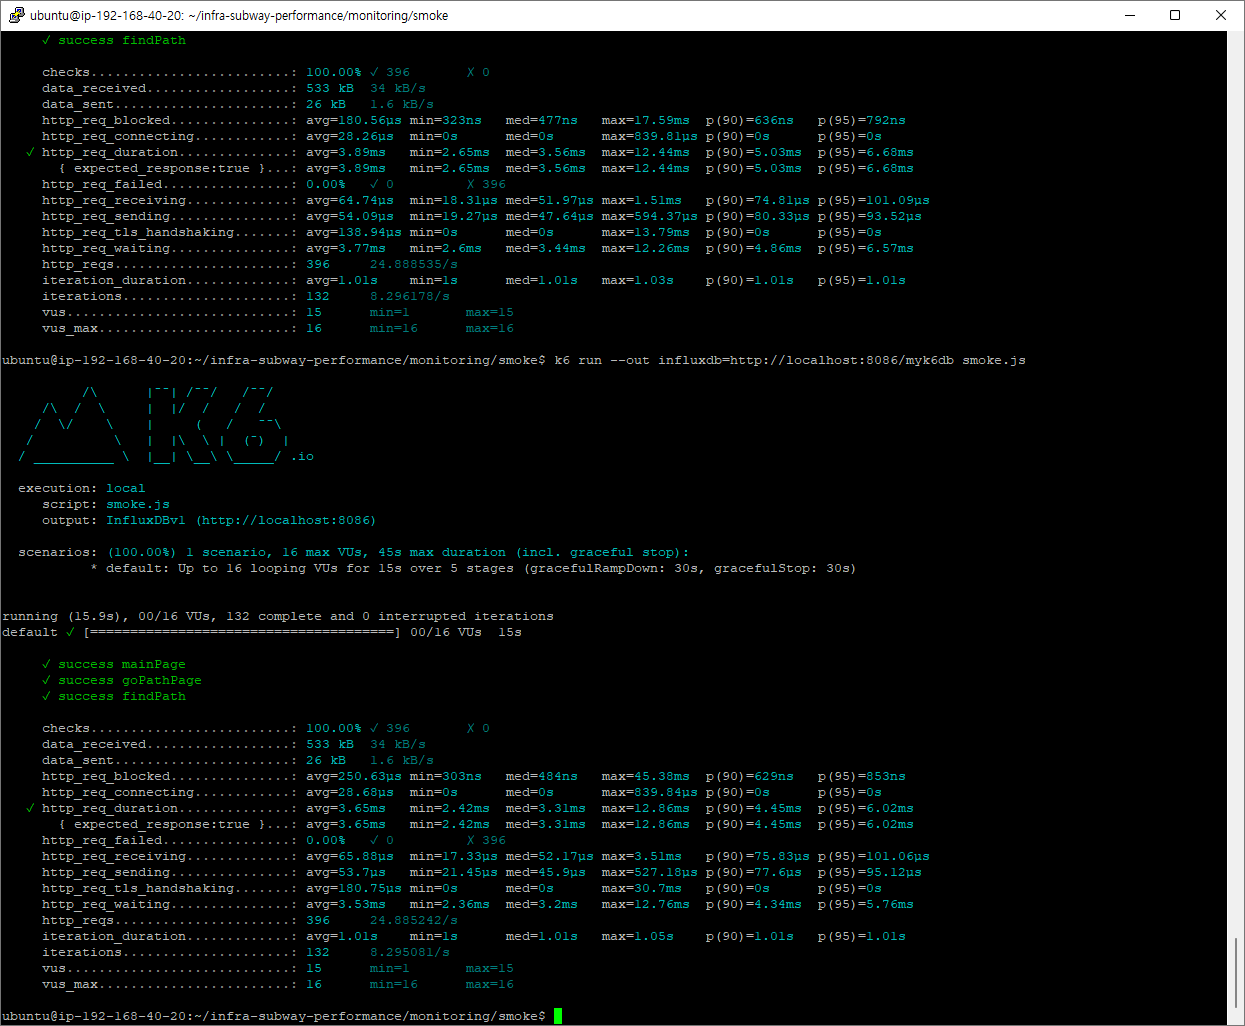 ubuntu@ip-192-168-40-20: ~/infra-subway-performance/monitoring/smoke
✓ success findPath
checks.........................: 100.00% ✓ 396       ✗ 0
data_received..................: 533 kB  34 kB/s
data_sent......................: 26 kB   1.6 kB/s
http_req_blocked...............: avg=180.56µs min=323ns   med=477ns   max=17.59ms  p(90)=636ns   p(95)=792ns
http_req_connecting............: avg=28.26µs  min=0s      med=0s      max=839.81µs p(90)=0s      p(95)=0s
✓ http_req_duration..............: avg=3.89ms   min=2.65ms  med=3.56ms  max=12.44ms  p(90)=5.03ms  p(95)=6.68ms
{ expected_response:true }...: avg=3.89ms   min=2.65ms  med=3.56ms  max=12.44ms  p(90)=5.03ms  p(95)=6.68ms
http_req_failed................: 0.00%   ✓ 0         ✗ 396
http_req_receiving.............: avg=64.74µs  min=18.31µs med=51.97µs max=1.51ms   p(90)=74.81µs p(95)=101.09µs
http_req_sending...............: avg=54.09µs  min=19.27µs med=47.64µs max=594.37µs p(90)=80.33µs p(95)=93.52µs
http_req_tls_handshaking.......: avg=138.94µs min=0s      med=0s      max=13.79ms  p(90)=0s      p(95)=0s
http_req_waiting...............: avg=3.77ms   min=2.6ms   med=3.44ms  max=12.26ms  p(90)=4.86ms  p(95)=6.57ms
http_reqs......................: 396     24.888535/s
iteration_duration.............: avg=1.01s    min=1s      med=1.01s   max=1.03s    p(90)=1.01s   p(95)=1.01s
iterations.....................: 132     8.296178/s
vus............................: 15      min=1       max=15
vus_max........................: 16      min=16      max=16
ubuntu@ip-192-168-40-20:~/infra-subway-performance/monitoring/smoke$ k6 run --out influxdb=http://localhost:8086/myk6db smoke.js
K6
.io
execution: local
script: smoke.js
output: InfluxDBv1 (http://localhost:8086)
scenarios: (100.00%) 1 scenario, 16 max VUs, 45s max duration (incl. graceful stop):
* default: Up to 16 looping VUs for 15s over 5 stages (gracefulRampDown: 30s, gracefulStop: 30s)
running (15.9s), 00/16 VUs, 132 complete and 0 interrupted iterations
default ✓ [======================================] 00/16 VUs  15s
✓ success mainPage
✓ success goPathPage
✓ success findPath
checks.........................: 100.00% ✓ 396       ✗ 0
data_received..................: 533 kB  34 kB/s
data_sent......................: 26 kB   1.6 kB/s
http_req_blocked...............: avg=250.63µs min=303ns   med=484ns   max=45.38ms  p(90)=629ns   p(95)=853ns
http_req_connecting............: avg=28.68µs  min=0s      med=0s      max=839.84µs p(90)=0s      p(95)=0s
✓ http_req_duration..............: avg=3.65ms   min=2.42ms  med=3.31ms  max=12.86ms  p(90)=4.45ms  p(95)=6.02ms
{ expected_response:true }...: avg=3.65ms   min=2.42ms  med=3.31ms  max=12.86ms  p(90)=4.45ms  p(95)=6.02ms
http_req_failed................: 0.00%   ✓ 0         ✗ 396
http_req_receiving.............: avg=65.88µs  min=17.33µs med=52.17µs max=3.51ms   p(90)=75.83µs p(95)=101.06µs
http_req_sending...............: avg=53.7µs   min=21.45µs med=45.9µs  max=527.18µs p(90)=77.6µs  p(95)=95.12µs
http_req_tls_handshaking.......: avg=180.75µs min=0s      med=0s      max=30.7ms   p(90)=0s      p(95)=0s
http_req_waiting...............: avg=3.53ms   min=2.36ms  med=3.2ms   max=12.76ms  p(90)=4.34ms  p(95)=5.76ms
http_reqs......................: 396     24.885242/s
iteration_duration.............: avg=1.01s    min=1s      med=1.01s   max=1.05s    p(90)=1.01s   p(95)=1.01s
iterations.....................: 132     8.295081/s
vus............................: 15      min=1       max=15
vus_max........................: 16      min=16      max=16
ubuntu@ip-192-168-40-20:~/infra-subway-performance/monitoring/smoke$